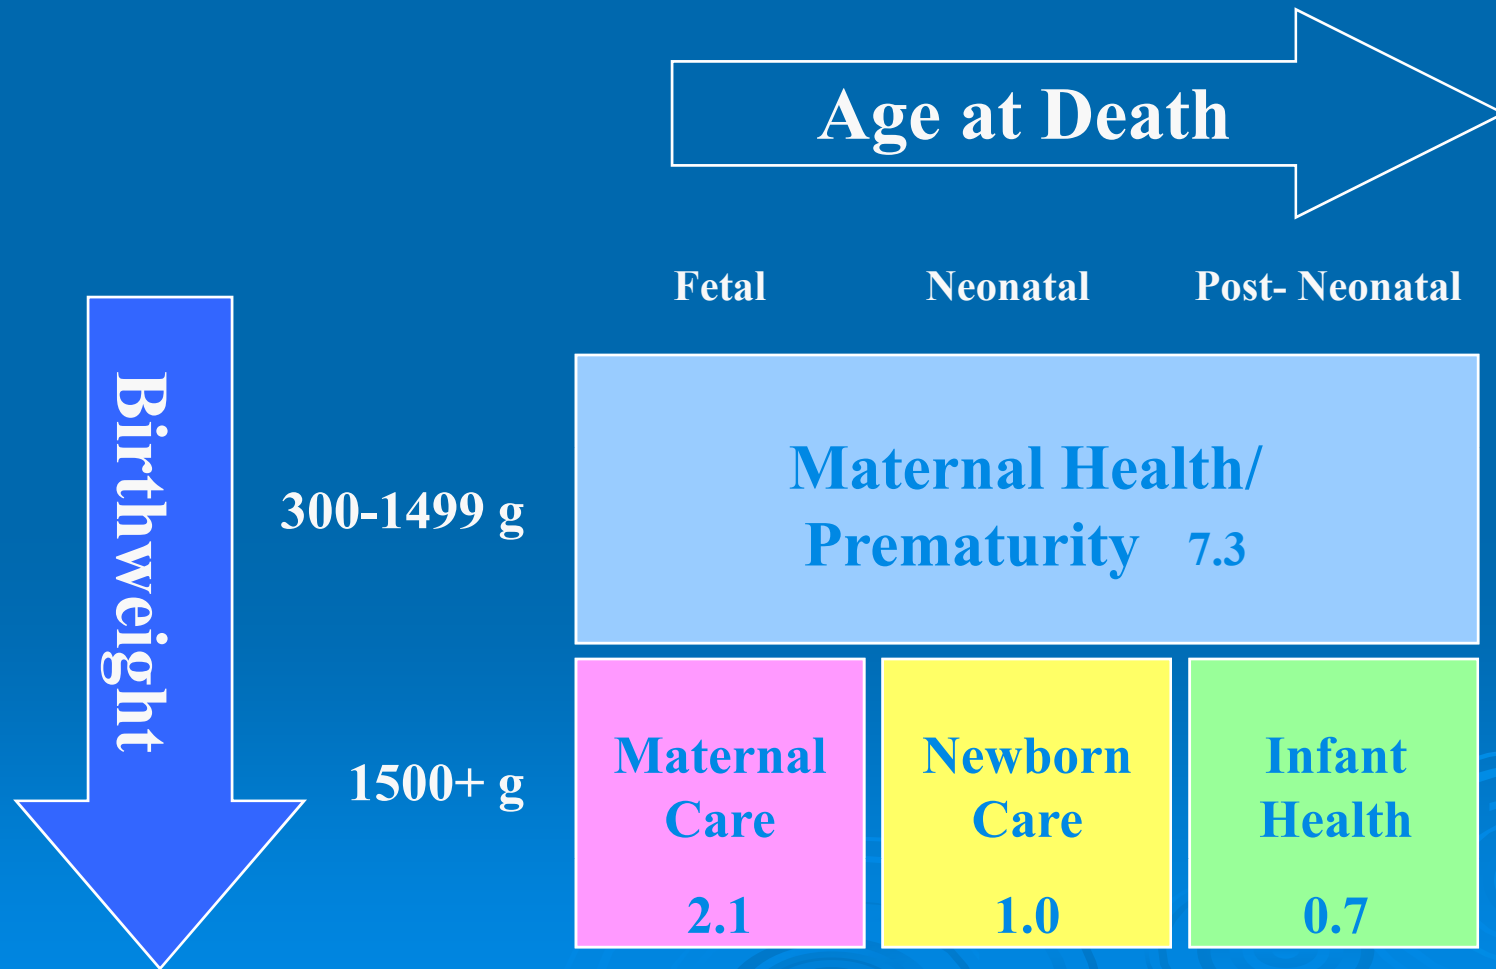 Age at Death
Fetal Neonatal Post- Neonatal
Birthweight
300-1499 g
Maternal Health/
Prematurity 7.3
1500+ g
Maternal
Care
2.1
Newborn
Care
1.0
Infant
Health
0.7